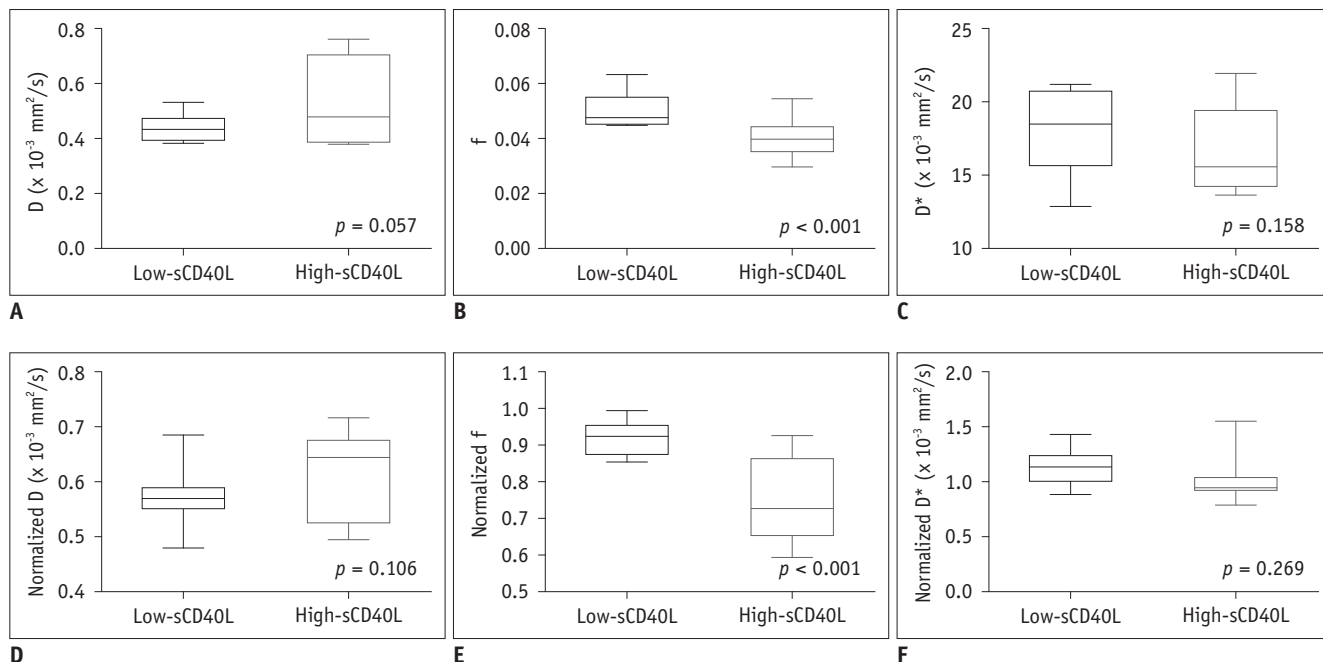 D (x 10⁻³ mm²/s)
0.8
0.6
0.4
0.2
0.0
p = 0.057
Low-sCD40L High-sCD40L
A
f
0.08
0.06
0.04
0.02
0.00
p < 0.001
Low-sCD40L High-sCD40L
B
D* (x 10⁻³ mm²/s)
25
20
15
10
p = 0.158
Low-sCD40L High-sCD40L
C
Normalized D (x 10⁻³ mm²/s)
0.8
0.7
0.6
0.5
0.4
p = 0.106
Low-sCD40L High-sCD40L
D
Normalized f
1.1
1.0
0.9
0.8
0.7
0.6
0.5
p < 0.001
Low-sCD40L High-sCD40L
E
Normalized D* (x 10⁻³ mm²/s)
2.0
1.5
1.0
0.5
0.0
p = 0.269
Low-sCD40L High-sCD40L
F